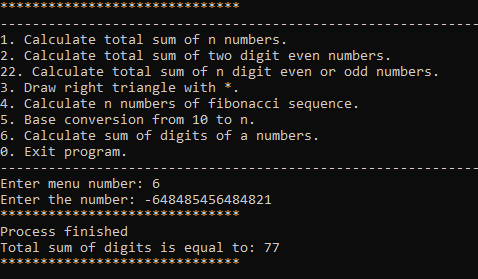 ******************************
------------------------------------------------------------
1. Calculate total sum of n numbers.
2. Calculate total sum of two digit even numbers.
22. Calculate total sum of n digit even or odd numbers.
3. Draw right triangle with *.
4. Calculate n numbers of fibonacci sequence.
5. Base conversion from 10 to n.
6. Calculate sum of digits of a numbers.
0. Exit program.
------------------------------------------------------------
Enter menu number: 6
Enter the number: -648485456484821
******************************
Process finished
Total sum of digits is equal to: 77
******************************